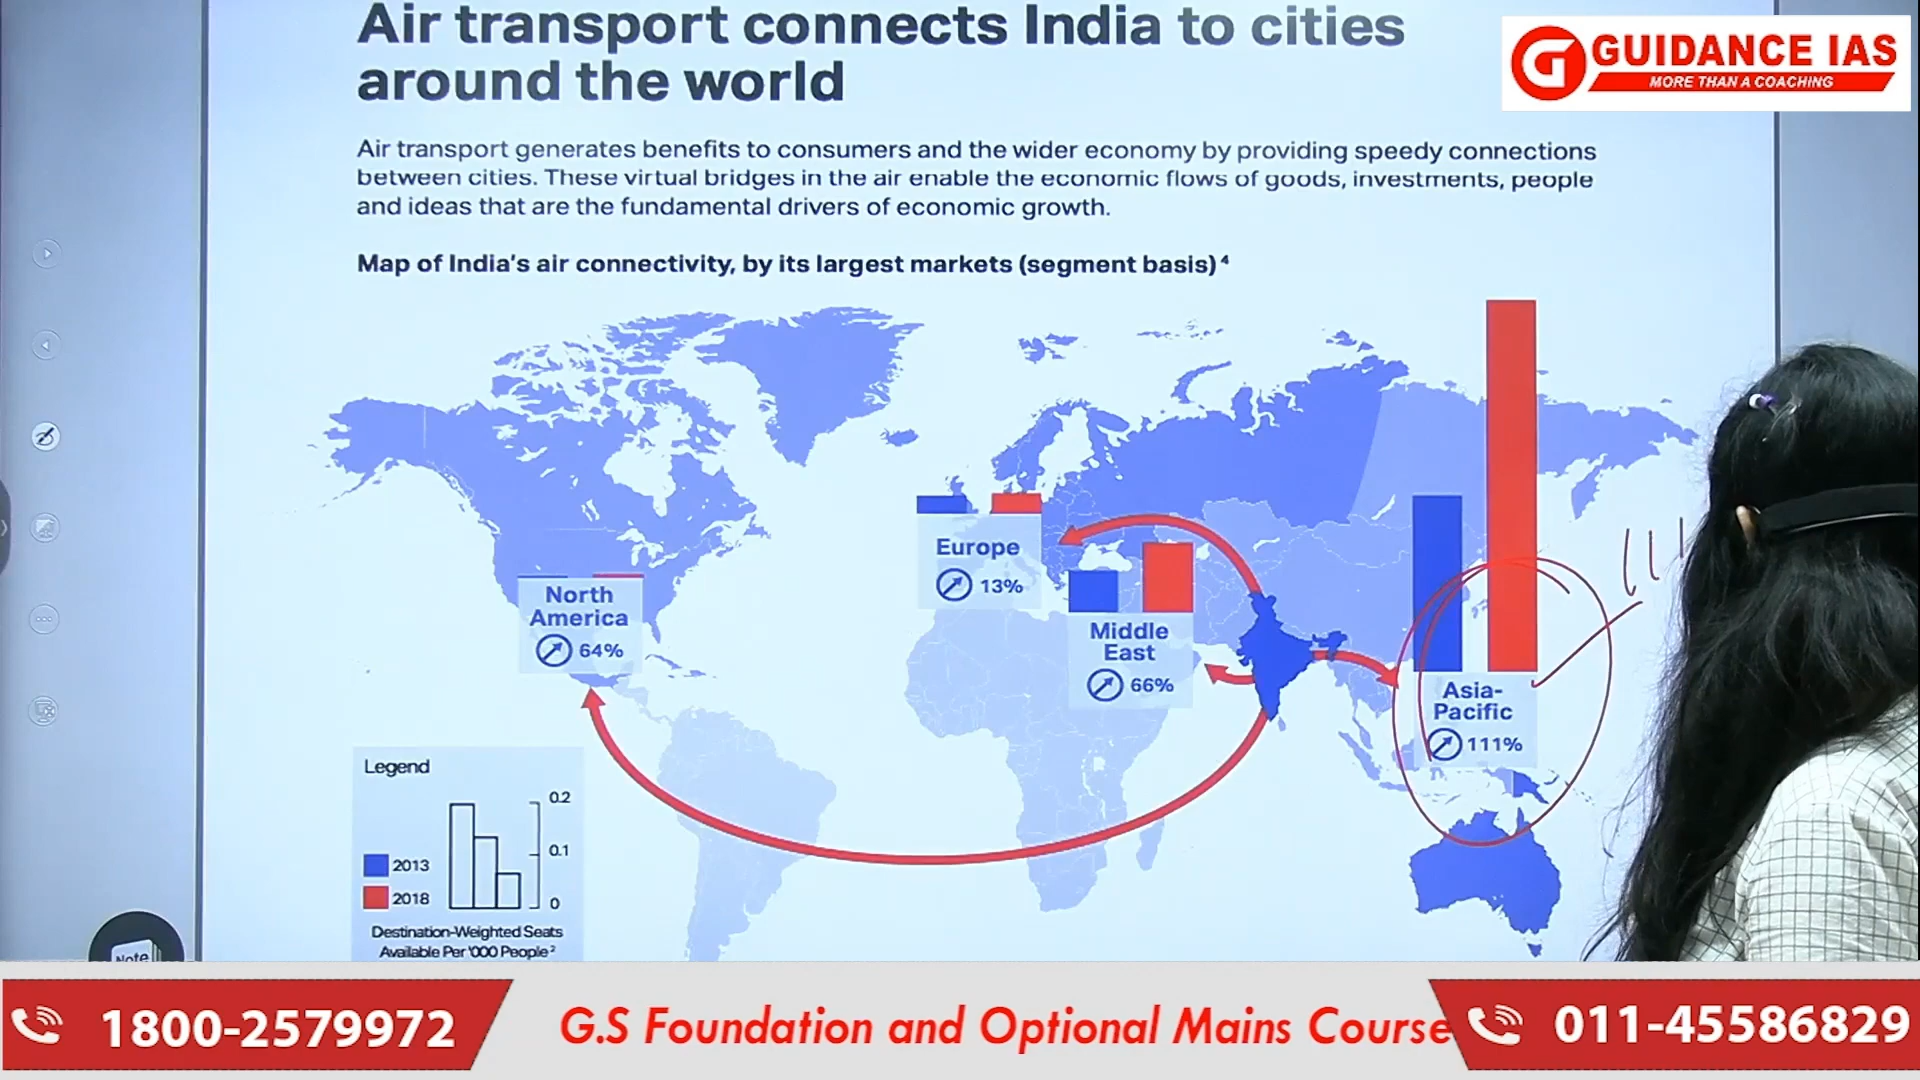 Air transport connects India to cities
around the world
GUIDANCE IAS
MORE THAN A COACHING
Air transport generates benefits to consumers and the wider economy by providing speedy connections
between cities. These virtual bridges in the air enable the economic flows of goods, investments, people
and ideas that are the fundamental drivers of economic growth.
Map of India's air connectivity, by its largest markets (segment basis) 4
Europe
13%
North
America
64%
Middle
East
66%
Asia-
Pacific
111%
Legend
0.2
0.1
0
2013
2018
Destination-Weighted Seats
Available Per '000 People 2
Note
1800-2579972
G.S Foundation and Optional Mains Course
011-45586829